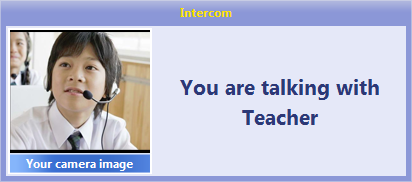 Intercom
You are talking with
Teacher
Your camera image